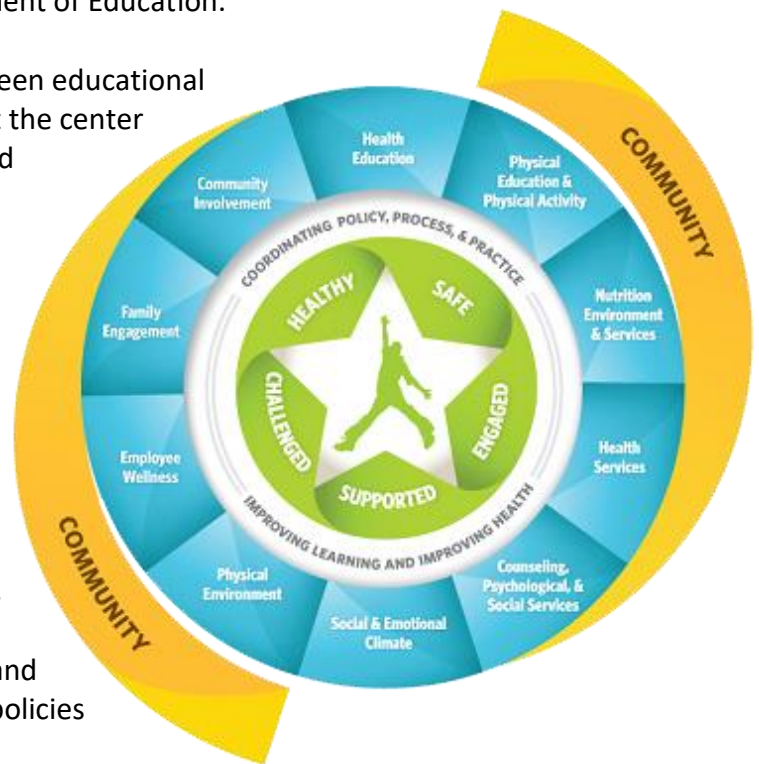 ent of Education.
een educational
the center
d
and
policies
COMMUNITY
Health
Education
Physical
Education &
Physical Activity
Nutrition
Environment
& Services
Health
Services
Counseling,
Psychological, &
Social Services
Social & Emotional
Climate
Physical
Environment
Employee
Wellness
Family
Engagement
Community
Involvement
COORDINATING POLICY, PROCESS, & PRACTICE
IMPROVING LEARNING AND IMPROVING HEALTH
HEALTHY
SAFE
ENGAGED
SUPPORTED
CHALLENGED
COMMUNITY